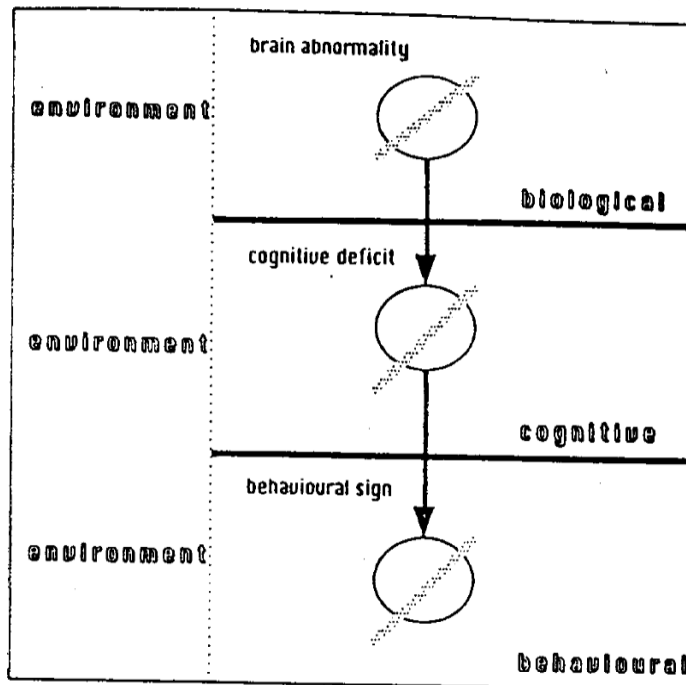 brain abnormality
environment
biological
cognitive deficit
environment
cognitive
behavioural sign
environment
behavioural